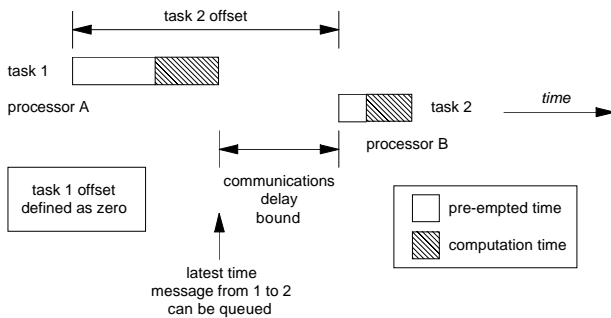 task 2 offset
task 1
processor A
task 2
time
processor B
communications
delay
bound
task 1 offset
defined as zero
pre-empted time
computation time
latest time
message from 1 to 2
can be queued